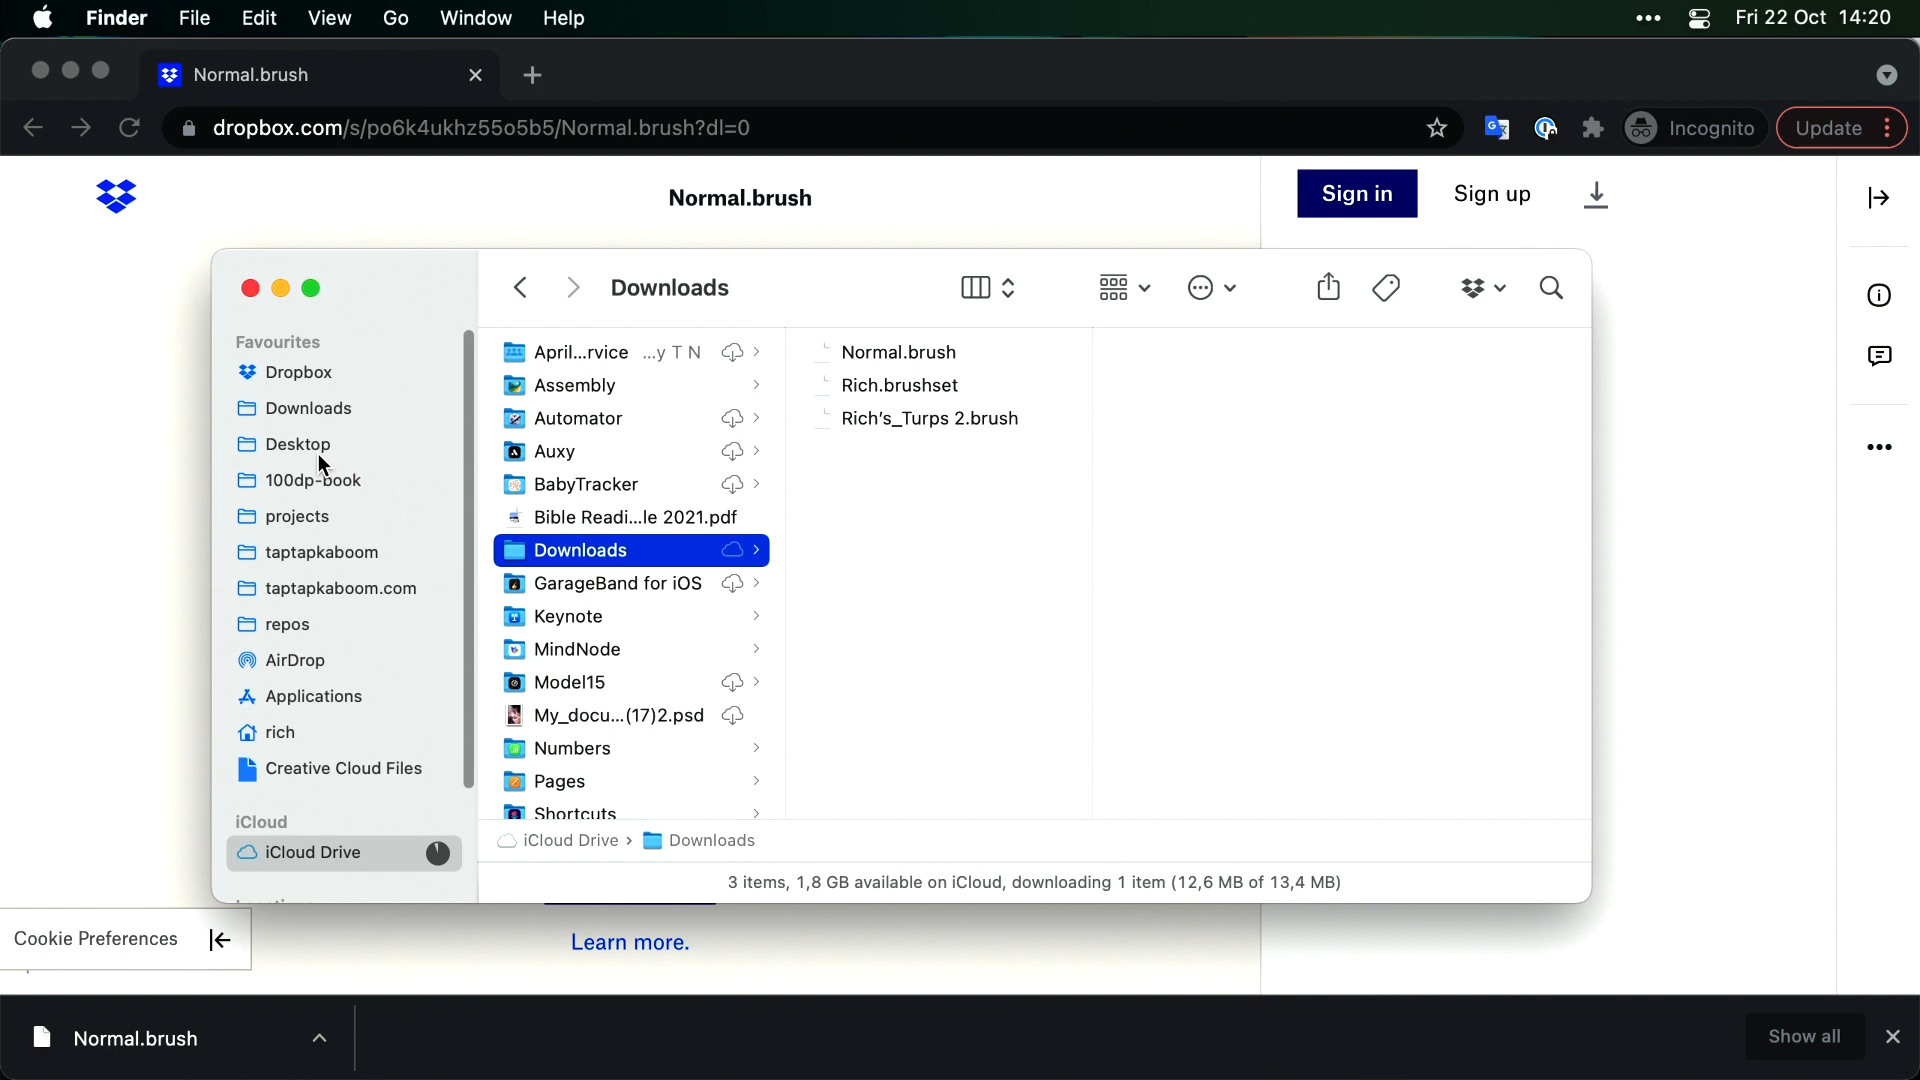 Finder File Edit View Go Window Help Fri 22 Oct 14:20
Normal.brush
dropbox.com/s/po6k4ukhz55o5b5/Normal.brush?dl=0 Incognito Update
Normal.brush Sign in Sign up
Downloads
Favourites
Dropbox
Downloads
Desktop
100dp-book
projects
taptapkaboom
taptapkaboom.com
repos
AirDrop
Applications
rich
Creative Cloud Files
iCloud
iCloud Drive
April...rvice ...y T N
Assembly
Automator
Auxy
BabyTracker
Bible Readi...le 2021.pdf
Downloads
GarageBand for iOS
Keynote
MindNode
Model15
My_docu...(17)2.psd
Numbers
Pages
Shortcuts
Normal.brush
Rich.brushset
Rich's_Turps 2.brush
iCloud Drive › Downloads
3 items, 1,8 GB available on iCloud, downloading 1 item (12,6 MB of 13,4 MB)
Cookie Preferences
Learn more.
Normal.brush Show all